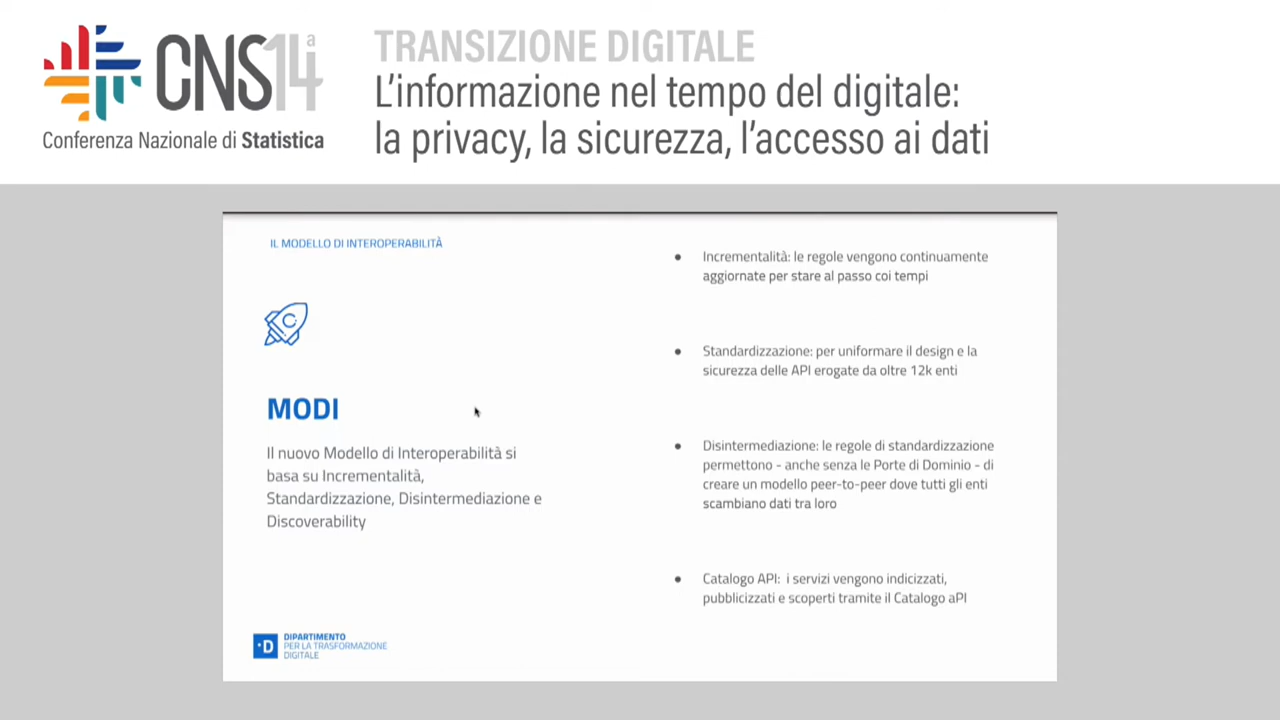 CNS14a
Conferenza Nazionale di Statistica
TRANSIZIONE DIGITALE
L'informazione nel tempo del digitale:
la privacy, la sicurezza, l'accesso ai dati
IL MODELLO DI INTEROPERABILITÀ
MODI
Il nuovo Modello di Interoperabilità si
basa su Incrementalità,
Standardizzazione, Disintermediazione e
Discoverability
● Incrementalità: le regole vengono continuamente
aggiornate per stare al passo coi tempi
● Standardizzazione: per uniformare il design e la
sicurezza delle API erogate da oltre 12k enti
● Disintermediazione: le regole di standardizzazione
permettono - anche senza le Porte di Dominio - di
creare un modello peer-to-peer dove tutti gli enti
scambiano dati tra loro
● Catalogo API: i servizi vengono indicizzati,
pubblicizzati e scoperti tramite il Catalogo aPI
·D
DIPARTIMENTO
PER LA TRASFORMAZIONE
DIGITALE